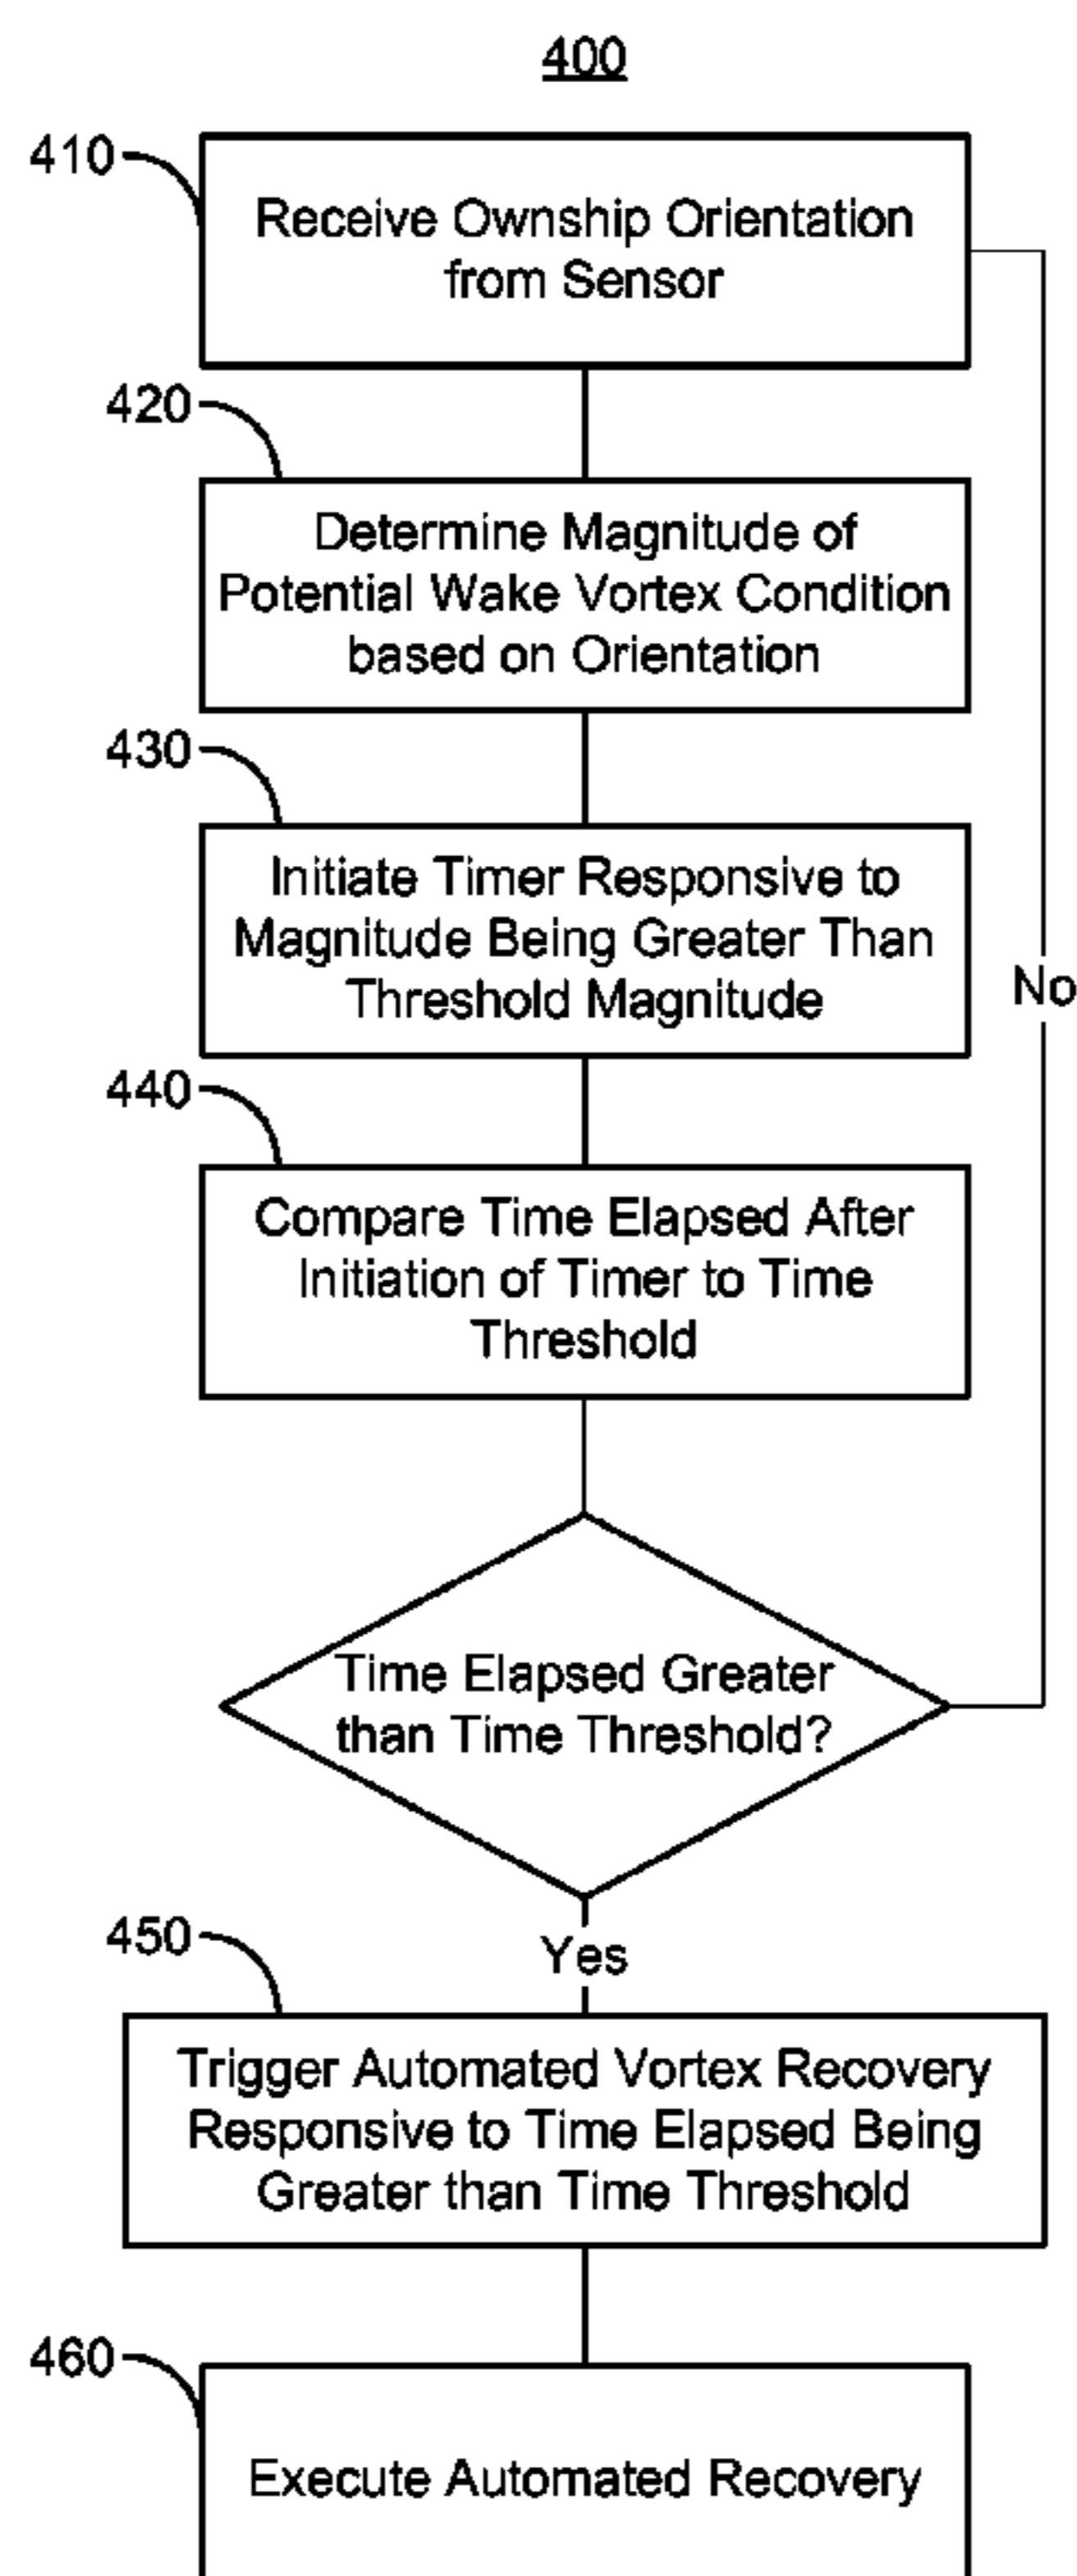 400
410
Receive Ownship Orientation
from Sensor
420
Determine Magnitude of
Potential Wake Vortex Condition
based on Orientation
430
Initiate Timer Responsive to
Magnitude Being Greater Than
Threshold Magnitude
No
440
Compare Time Elapsed After
Initiation of Timer to Time
Threshold
Time Elapsed Greater
than Time Threshold?
Yes
450
Trigger Automated Vortex Recovery
Responsive to Time Elapsed Being
Greater than Time Threshold
460
Execute Automated Recovery